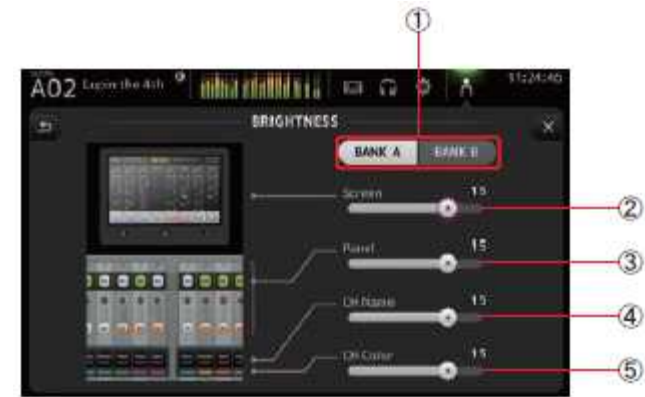 ①
A02 Lupin the 4th 11:24:46
BRIGHTNESS
BANK A BANK B
Screen 15
②
Panel 15
③
CH Name 15
④
CH Color 15
⑤